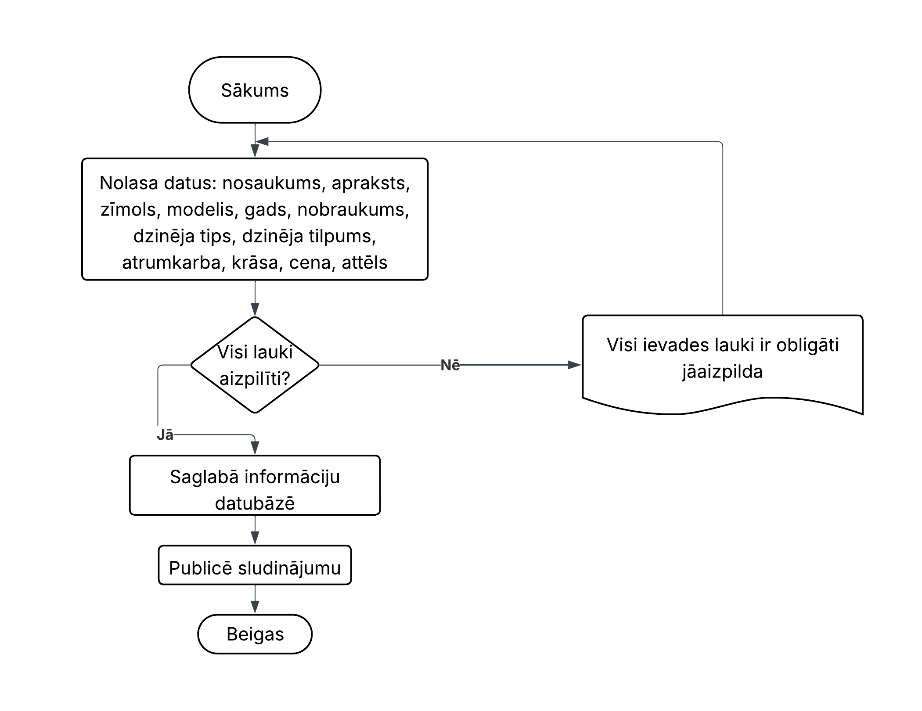 Sākums
Nolasa datus: nosaukums, apraksts,
zīmols, modelis, gads, nobraukums,
dzinēja tips, dzinēja tilpums,
atrumkarba, krāsa, cena, attēls
Visi lauki
aizpilīti?
Nē
Visi ievades lauki ir obligāti
jāaizpilda
Jā
Saglabā informāciju
datubāzē
Publicē sludinājumu
Beigas